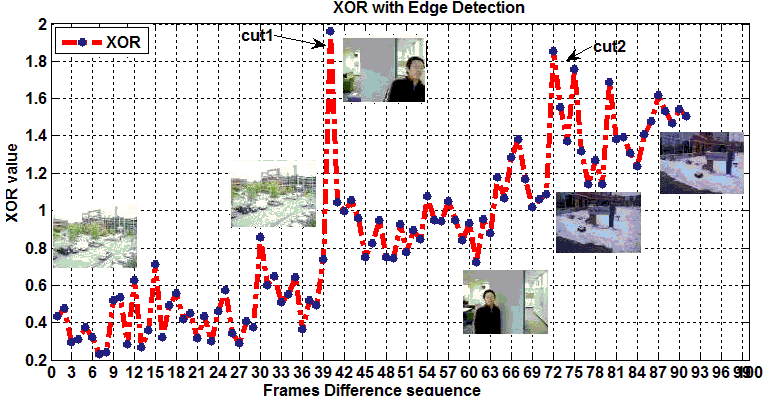 XOR with Edge Detection
XOR
cut1
cut2
XOR value
2
1.8
1.6
1.4
1.2
1
0.8
0.6
0.4
0.2
0 3 6 9 12 15 18 21 24 27 30 33 36 39 42 45 48 51 54 57 60 63 66 69 72 75 78 81 84 87 90 93 96 99 100
Frames Difference sequence